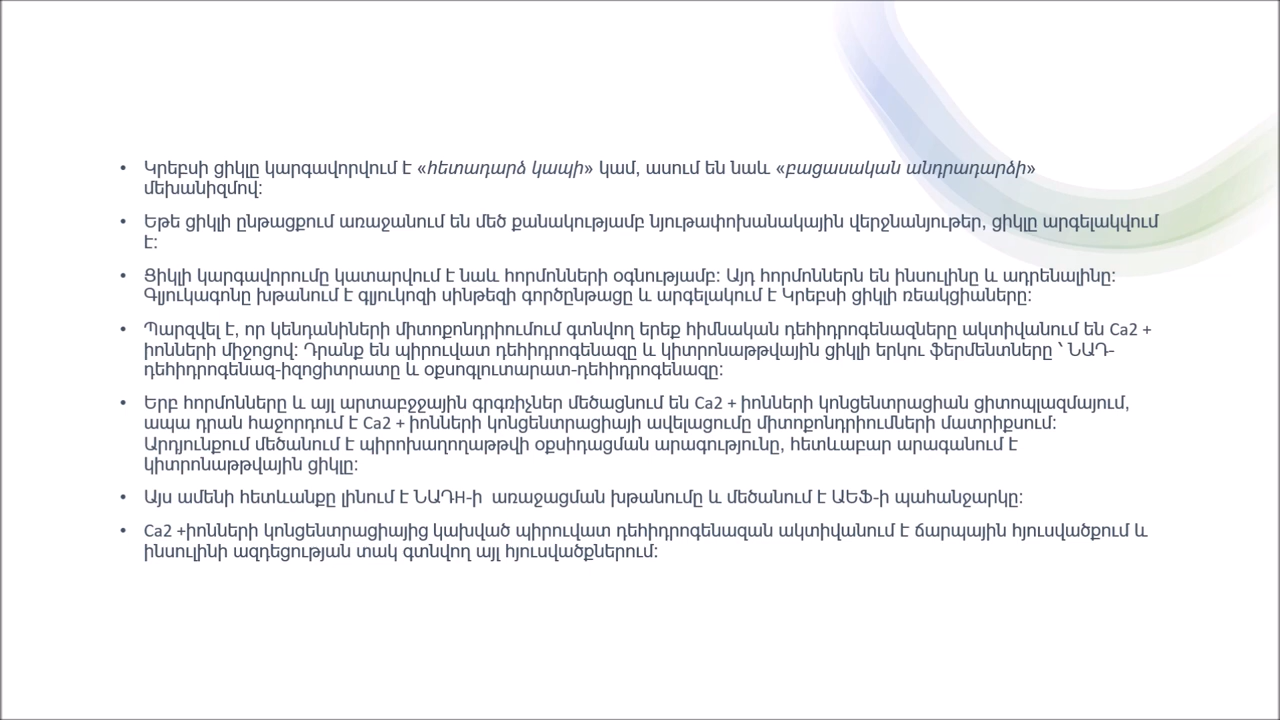 • Կրեբսի ցիկլը կարգավորվում է «հետադարձ կապի» կամ, ասում են նաև «բացասական անդրադարձի»
մեխանիզմով:
• Եթե ցիկլի ընթացքում առաջանում են մեծ քանակությամբ նյութափոխանակային վերջնանյութեր, ցիկլը արգելակվում
է:
• Ցիկլի կարգավորումը կատարվում է նաև հորմոնների օգնությամբ: Այդ հորմոններն են ինսուլինը և ադրենալինը:
Գլյուկագոնը խթանում է գլյուկոզի սինթեզի գործընթացը և արգելակում է Կրեբսի ցիկլի ռեակցիաները:
• Պարզվել է, որ կենդանիների միտոքոնդրիումում գտնվող երեք հիմնական դեհիդրոգենազները ակտիվանում են Ca2 +
իոնների միջոցով: Դրանք են պիրուվատ դեհիդրոգենազը և կիտրոնաթթվային ցիկլի երկու ֆերմենտները ՝ ՆԱԴ-
դեհիդրոգենազ-իզոցիտրատը և օքսոգլուտարատ-դեհիդրոգենազը:
• Երբ հորմոնները և այլ արտաբջջային գրգռիչներ մեծացնում են Ca2 + իոնների կոնցենտրացիան ցիտոպլազմայում,
ապա դրան հաջորդում է Ca2 + իոնների կոնցենտրացիայի ավելացումը միտոքոնդրիումների մատրիքսում:
Արդյունքում մեծանում է պիրոխաղողաթթվի օքսիդացման արագությունը, հետևաբար արագանում է
կիտրոնաթթվային ցիկլը:
• Այս ամենի հետևանքը լինում է ՆԱԴH-ի առաջացման խթանումը և մեծանում է ԱԵՖ-ի պահանջարկը:
• Ca2 +իոնների կոնցենտրացիայից կախված պիրուվատ դեհիդրոգենազան ակտիվանում է ճարպային հյուսվածքում և
ինսուլինի ազդեցության տակ գտնվող այլ հյուսվածքներում: